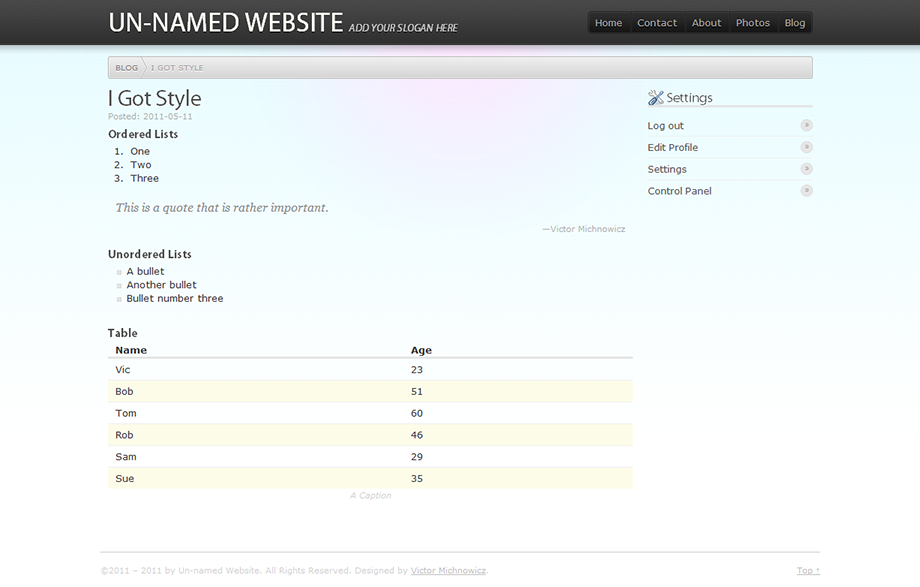 UN-NAMED WEBSITE ADD YOUR SLOGAN HERE
Home Contact About Photos Blog
BLOG I GOT STYLE
I Got Style
Posted: 2011-05-11
Ordered Lists
1. One
2. Two
3. Three
This is a quote that is rather important.
—Victor Michnowicz
Unordered Lists
A bullet
Another bullet
Bullet number three
Table
Name Age
Vic 23
Bob 51
Tom 60
Rob 46
Sam 29
Sue 35
A Caption
Settings
Log out »
Edit Profile »
Settings »
Control Panel »
©2011 – 2011 by Un-named Website. All Rights Reserved. Designed by Victor Michnowicz.
Top ↑